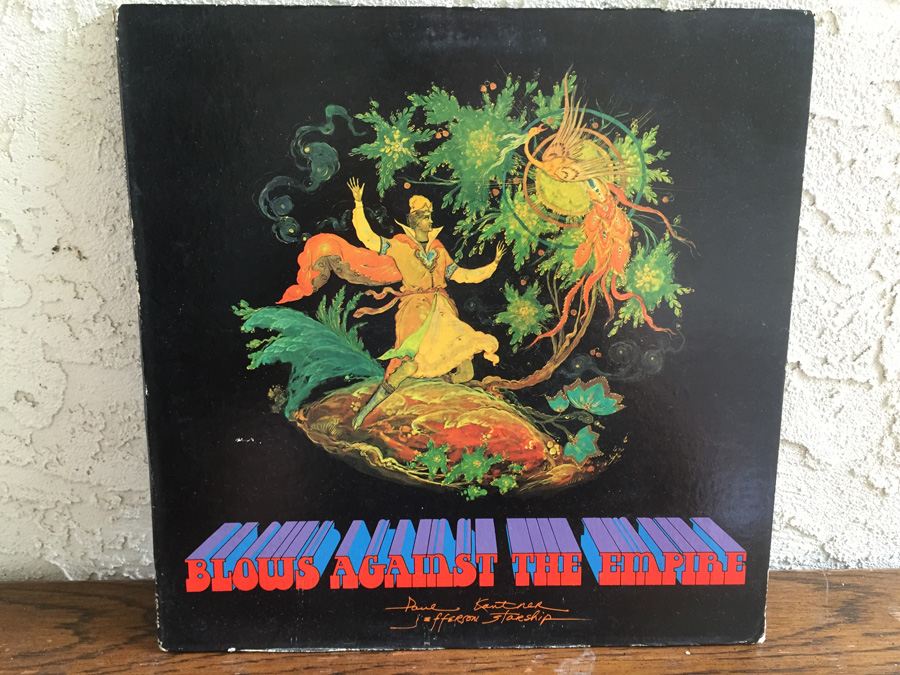 BLOWS AGAINST THE EMPIRE
Paul Kantner
jefferson starship